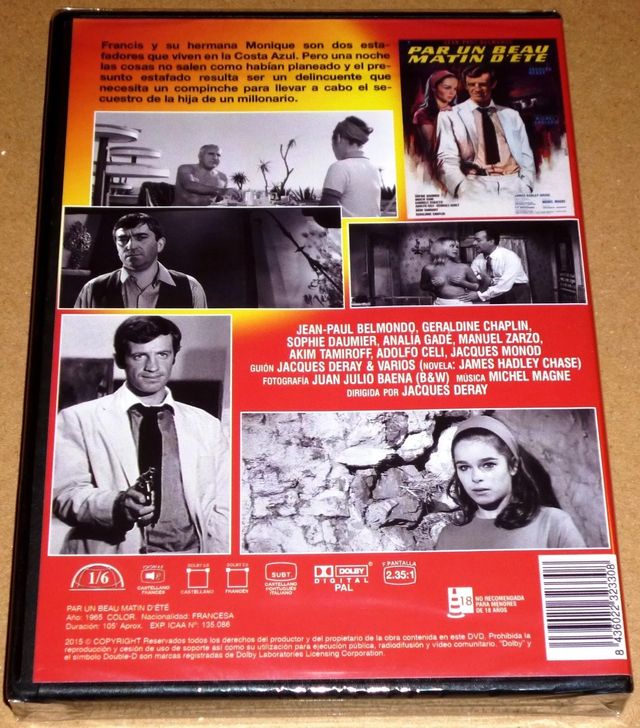 Francis y su hermana Monique son dos esta-
fadores que viven en la Costa Azul. Pero una noche
las cosas no salen como habían planeado y el pre-
sunto estafado resulta ser un delincuente que
necesita un compinche para llevar a cabo el se-
cuestro de la hija de un millonario.
PAR UN BEAU
MATIN D'ÉTÉ
JEAN-PAUL BELMONDO, GERALDINE CHAPLIN,
SOPHIE DAUMIER, ANALÍA GADÉ, MANUEL ZARZO,
AKIM TAMIROFF, ADOLFO CELI, JACQUES MONOD
GUIÓN JACQUES DERAY & VARIOS (NOVELA: JAMES HADLEY CHASE)
FOTOGRAFÍA JUAN JULIO BAENA (B&W) MÚSICA MICHEL MAGNE
DIRIGIDA POR JACQUES DERAY
1/6
CASTELLANO
FRANCÉS
DOLBY 2.0
CASTELLANO
DOLBY 2.0
FRANCÉS
SUBT
CASTELLANO
PORTUGUÉS
ITALIANO
DOLBY
DIGITAL
PAL
F PANTALLA
2.35:1
18
NO RECOMENDADA
PARA MENORES
DE 18 AÑOS
8 436022 323308
PAR UN BEAU MATIN D'ÉTÉ
Año: 1965 COLOR. Nacionalidad: FRANCESA
Duración: 105' Aprox. EXP. ICAA Nº: 135.086
2015 © COPYRIGHT Reservados todos los derechos del productor y del propietario de la obra contenida en este DVD. Prohibida la
reproducción y cesión de uso de soporte así como su utilización para ejecución pública, radiodifusión y vídeo comunitario. "Dolby" y
el símbolo Double-D son marcas registradas de Dolby Laboratories Licensing Corporation.